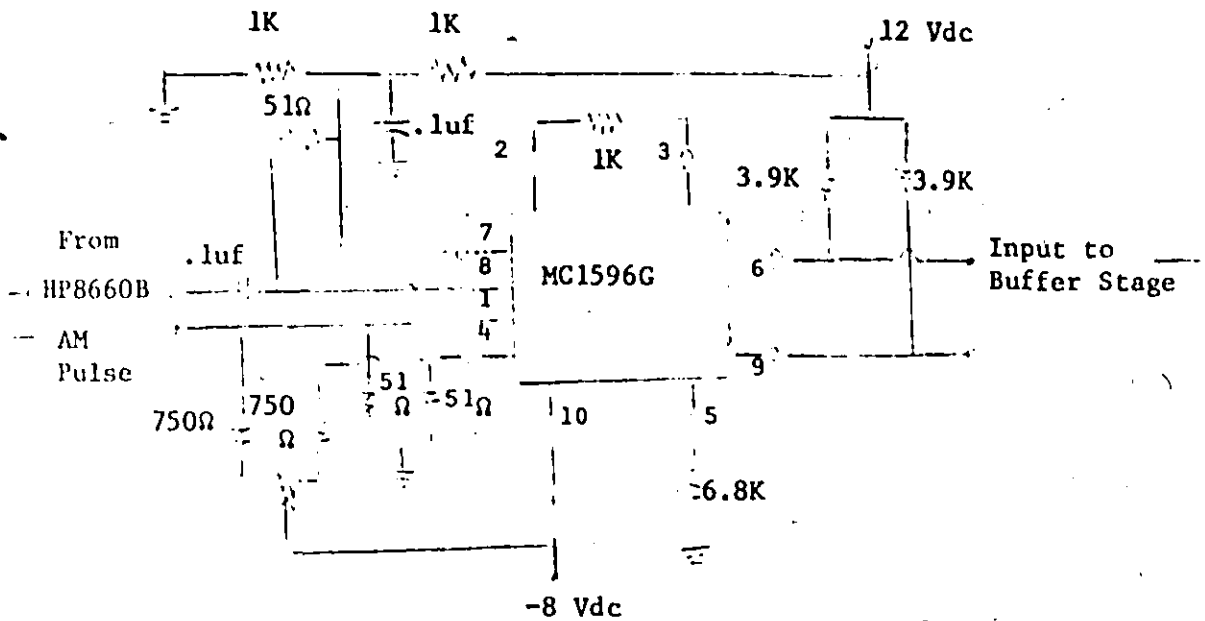 1K 1K
12 Vdc
51Ω
.1uf
2 1K 3
3.9K 3.9K
From
HP8660B
AM
Pulse
.1uf
7
8
1
4
MC1596G
6
9
Input to
Buffer Stage
750Ω
750
Ω
51
Ω
51Ω
10 5
6.8K
-8 Vdc